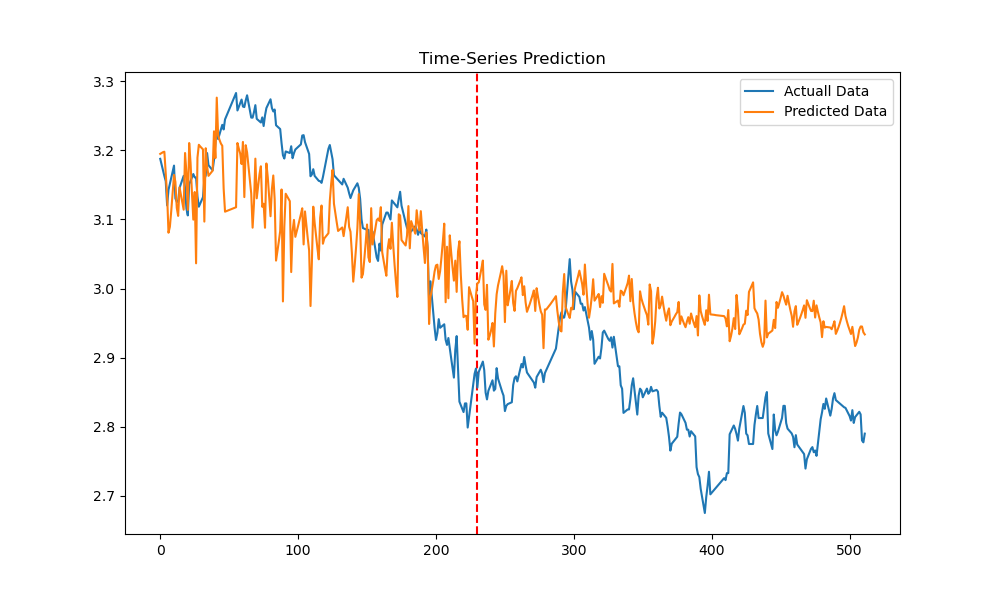 Time-Series Prediction
Actuall Data
Predicted Data
3.3
3.2
3.1
3.0
2.9
2.8
2.7
0 100 200 300 400 500